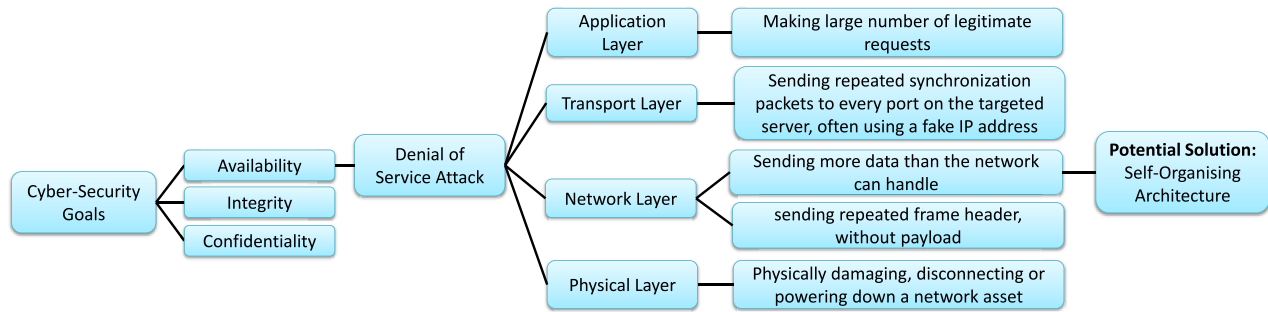 Cyber-Security
Goals
Availability
Integrity
Confidentiality
Denial of
Service Attack
Application
Layer
Making large number of legitimate
requests
Transport Layer
Sending repeated synchronization
packets to every port on the targeted
server, often using a fake IP address
Network Layer
Sending more data than the network
can handle
sending repeated frame header,
without payload
Physical Layer
Physically damaging, disconnecting or
powering down a network asset
Potential Solution:
Self-Organising
Architecture